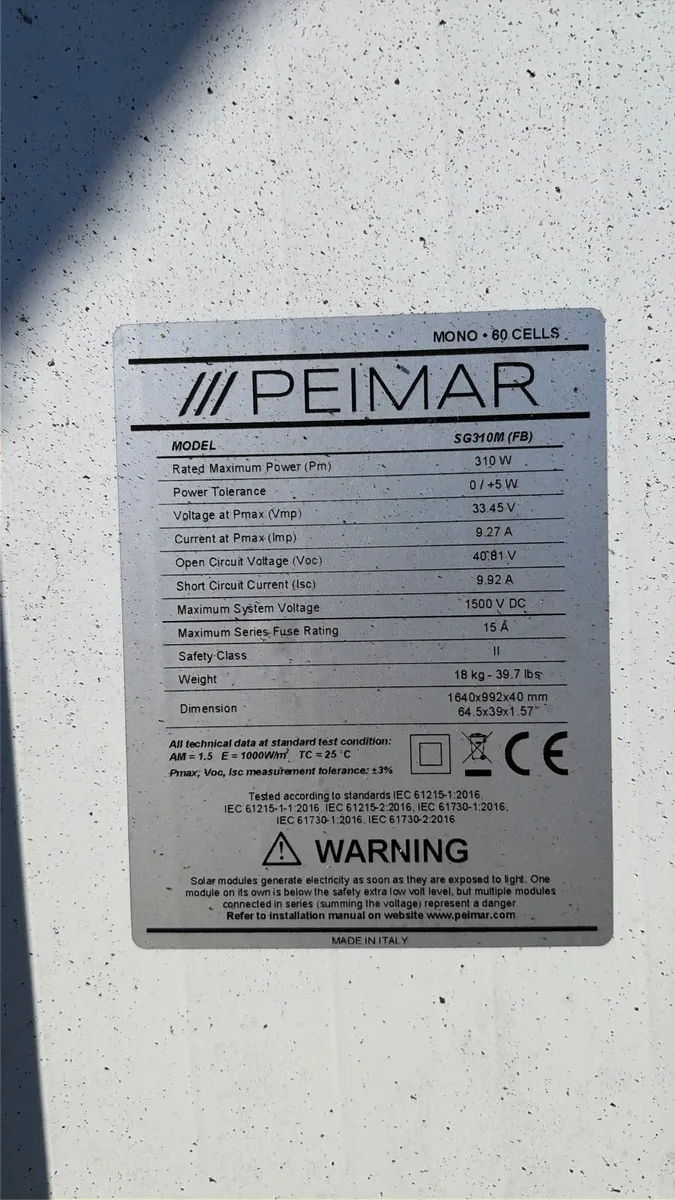 MONO • 60 CELLS
PEIMAR
MODEL SG310M (FB)
Rated Maximum Power (Pm) 310 W
Power Tolerance 0 / +5 W
Voltage at Pmax (Vmp) 33.45 V
Current at Pmax (Imp) 9.27 A
Open Circuit Voltage (Voc) 40.81 V
Short Circuit Current (Isc) 9.92 A
Maximum System Voltage 1500 V DC
Maximum Series Fuse Rating 15 A
Safety Class II
Weight 18 kg - 39.7 lbs
Dimension 1640x992x40 mm
64.5x39x1.57"
All technical data at standard test condition:
AM = 1.5 E = 1000W/m² TC = 25 °C
Pmax, Voc, Isc measurement tolerance: ±3%
CE
Tested according to standards IEC 61215-1:2016,
IEC 61215-1-1:2016, IEC 61215-2:2016, IEC 61730-1:2016,
IEC 61730-1:2016, IEC 61730-2:2016
WARNING
Solar modules generate electricity as soon as they are exposed to light. One
module on its own is below the safety extra low volt level, but multiple modules
connected in series (summing the voltage) represent a danger
Refer to installation manual on website www.peimar.com
MADE IN ITALY